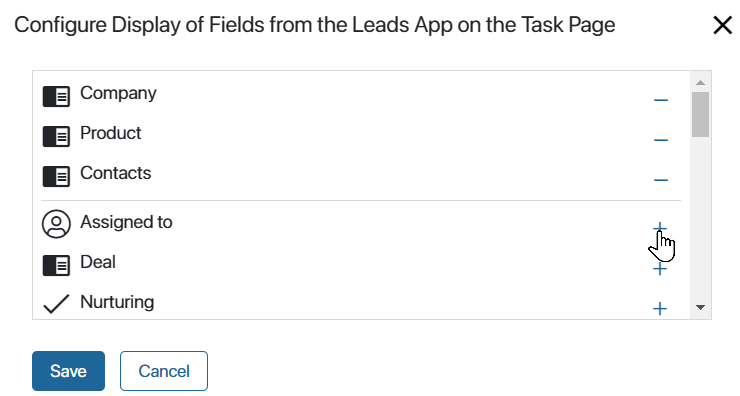 Configure Display of Fields from the Leads App on the Task Page
Company
Product
Contacts
Assigned to
Deal
Nurturing
Save
Cancel